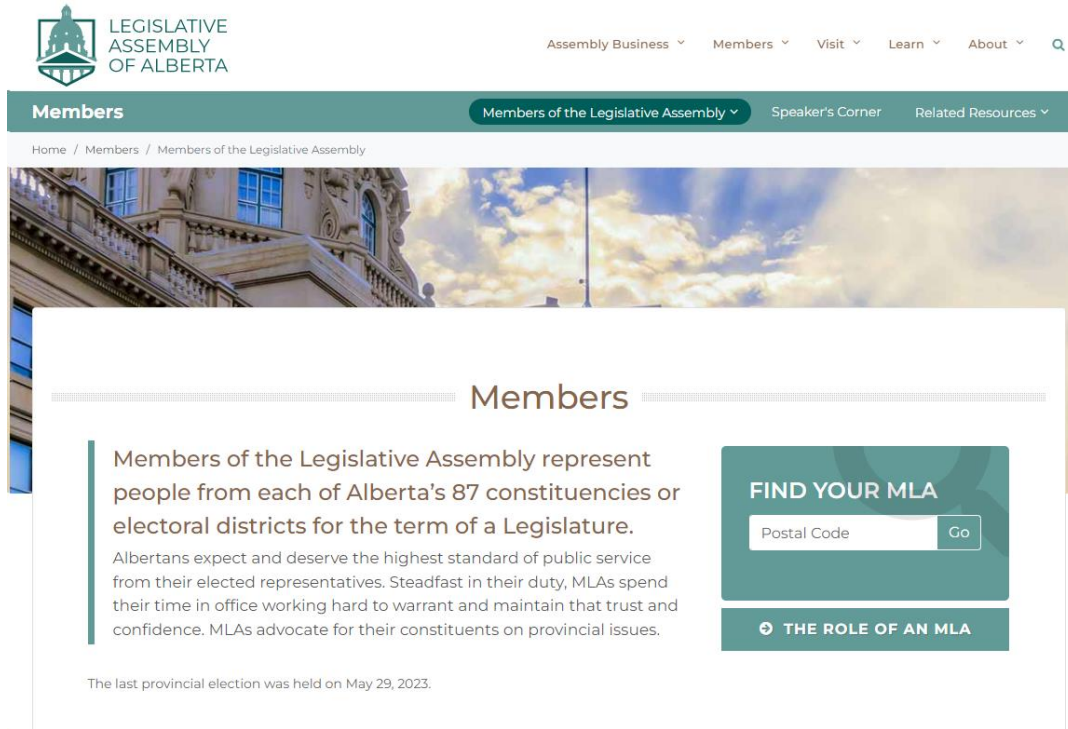 LEGISLATIVE
ASSEMBLY
OF ALBERTA
Assembly Business Members Visit Learn About
Members
Members of the Legislative Assembly Speaker's Corner Related Resources
Home / Members / Members of the Legislative Assembly
Members
Members of the Legislative Assembly represent
people from each of Alberta's 87 constituencies or
electoral districts for the term of a Legislature.
Albertans expect and deserve the highest standard of public service
from their elected representatives. Steadfast in their duty, MLAs spend
their time in office working hard to warrant and maintain that trust and
confidence. MLAs advocate for their constituents on provincial issues.
FIND YOUR MLA
Postal Code Go
THE ROLE OF AN MLA
The last provincial election was held on May 29, 2023.